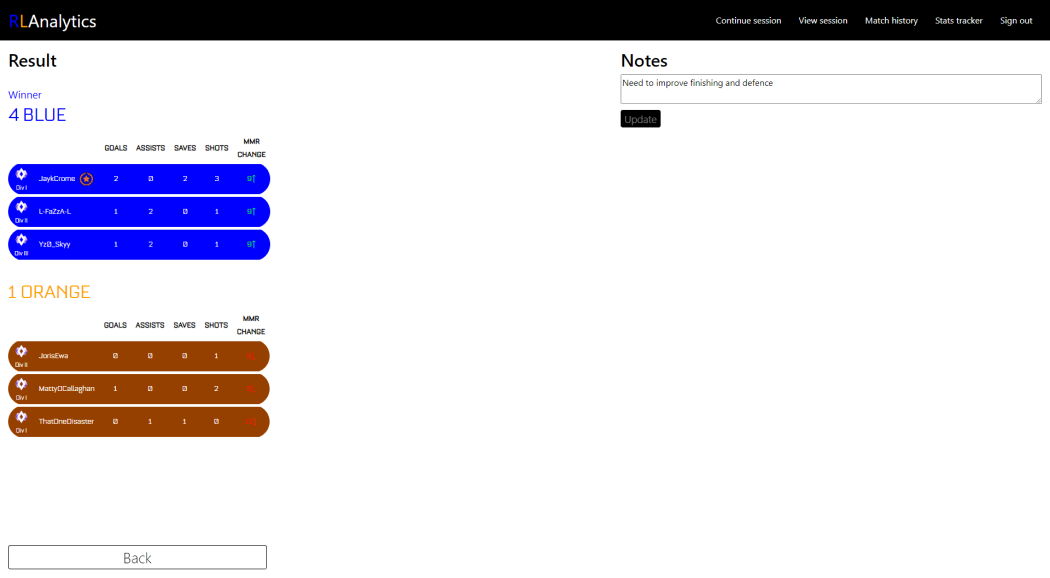 RLAnalytics
Continue session View session Match history Stats tracker Sign out
Result
Winner
4 BLUE
GOALS ASSISTS SAVES SHOTS MMR CHANGE
Div I JaykCrome 2 0 2 3 9↑
Div II L-FaZzA-L 1 2 0 1 9↑
Div III Yz0_Skyy 1 2 0 1 9↑
1 ORANGE
GOALS ASSISTS SAVES SHOTS MMR CHANGE
Div II JorisEwa 0 0 0 1
Div I MattyOCallaghan 1 0 0 2
Div I ThatOneDisaster 0 1 1 0
Back
Notes
Need to improve finishing and defence
Update